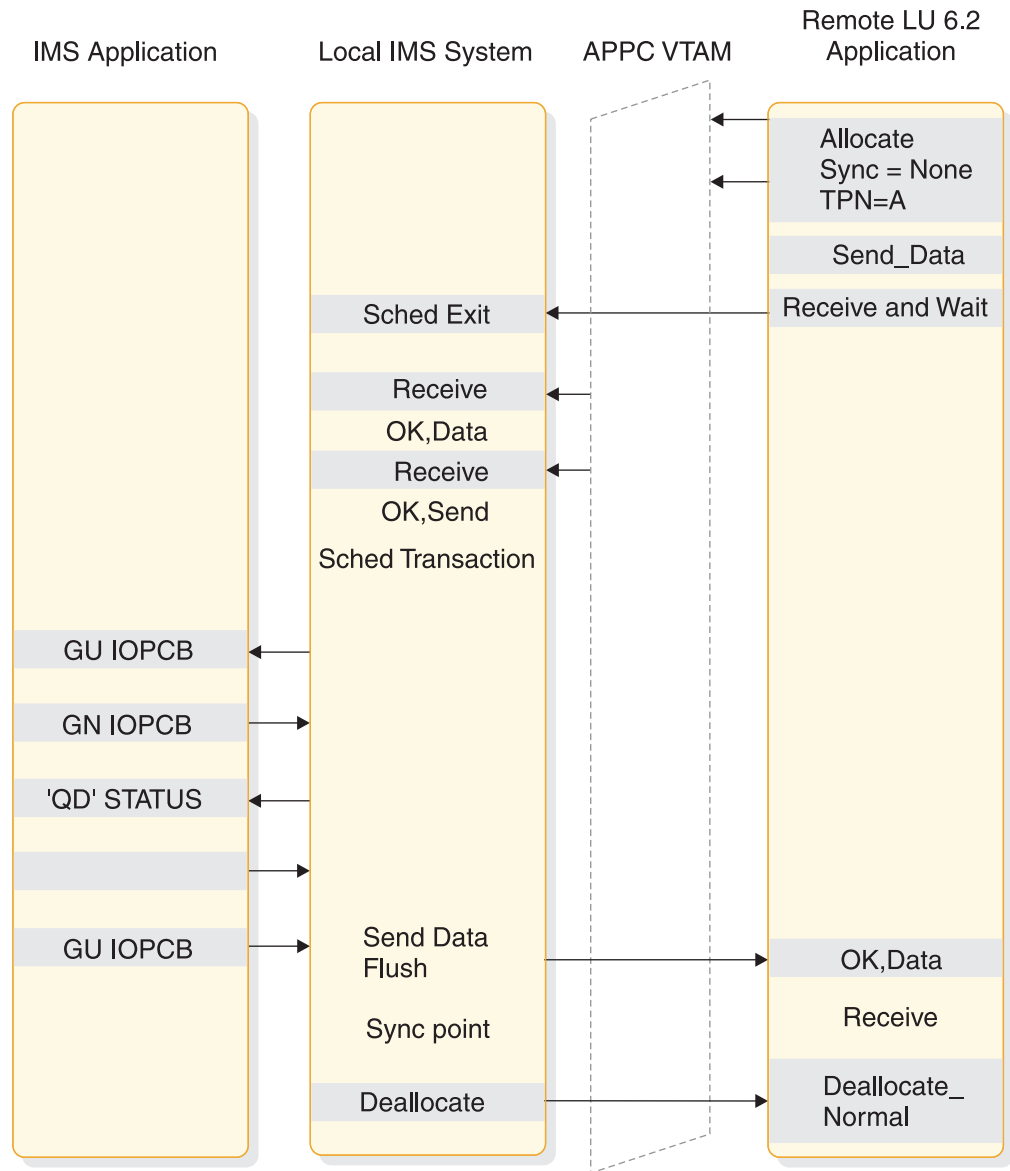 IMS Application
Local IMS System
APPC VTAM
Remote LU 6.2
Application
Allocate
Sync = None
TPN=A
Send_Data
Sched Exit
Receive and Wait
Receive
OK,Data
Receive
OK,Send
Sched Transaction
GU IOPCB
GN IOPCB
'QD' STATUS
GU IOPCB
Send Data
Flush
OK,Data
Sync point
Receive
Deallocate
Deallocate_
Normal